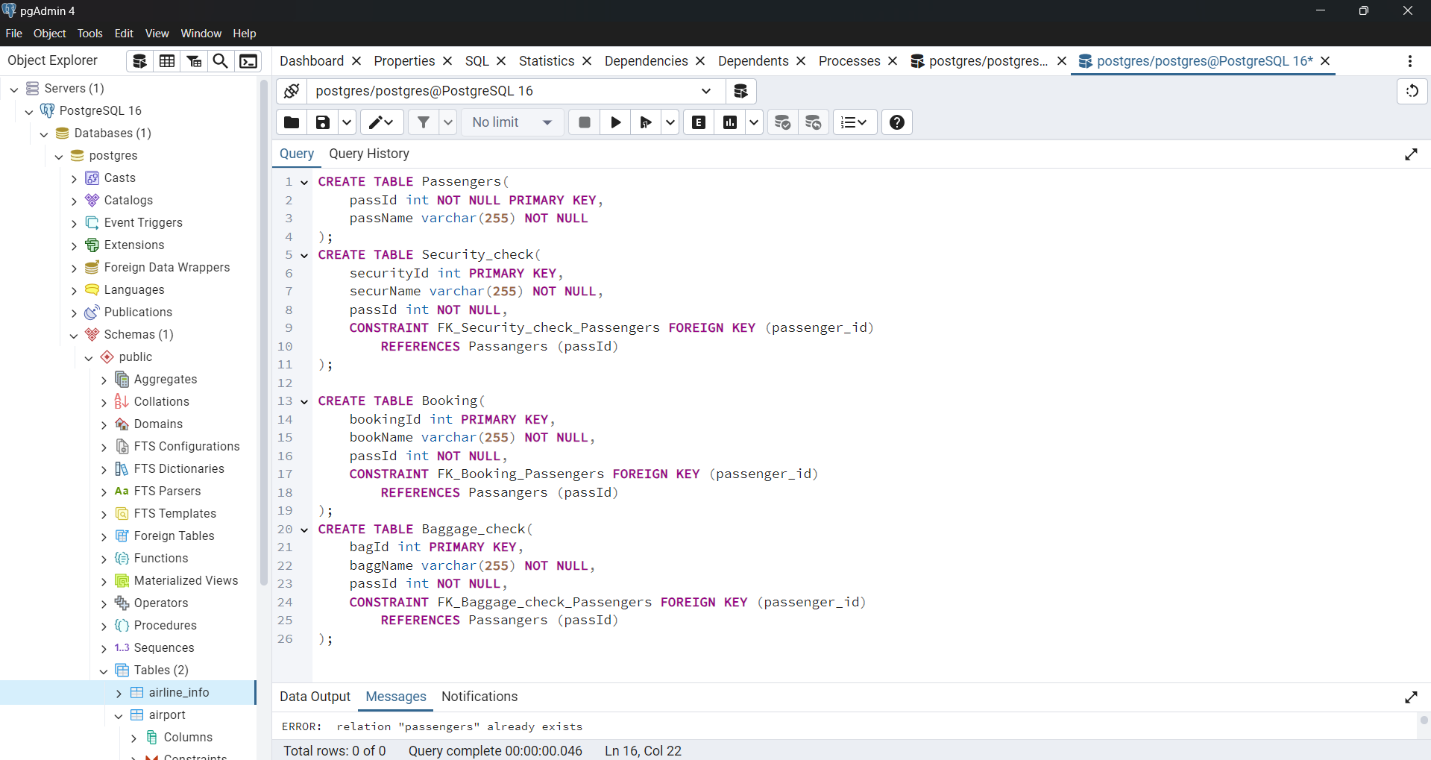 pgAdmin 4
File Object Tools Edit View Window Help
Object Explorer
Dashboard Properties SQL Statistics Dependencies Dependents Processes postgres/postgres... postgres/postgres@PostgreSQL 16*
Servers (1)
PostgreSQL 16
Databases (1)
postgres
Casts
Catalogs
Event Triggers
Extensions
Foreign Data Wrappers
Languages
Publications
Schemas (1)
public
Aggregates
Collations
Domains
FTS Configurations
FTS Dictionaries
Aa FTS Parsers
FTS Templates
Foreign Tables
Functions
Materialized Views
Operators
Procedures
1..3 Sequences
Tables (2)
airline_info
airport
Columns
Constraints
postgres/postgres@PostgreSQL 16
No limit
E
Query Query History
1 CREATE TABLE Passengers(
2 passId int NOT NULL PRIMARY KEY,
3 passName varchar(255) NOT NULL
4 );
5 CREATE TABLE Security_check(
6 securityId int PRIMARY KEY,
7 securName varchar(255) NOT NULL,
8 passId int NOT NULL,
9 CONSTRAINT FK_Security_check_Passengers FOREIGN KEY (passenger_id)
10 REFERENCES Passangers (passId)
11 );
12
13 CREATE TABLE Booking(
14 bookingId int PRIMARY KEY,
15 bookName varchar(255) NOT NULL,
16 passId int NOT NULL,
17 CONSTRAINT FK_Booking_Passengers FOREIGN KEY (passenger_id)
18 REFERENCES Passangers (passId)
19 );
20 CREATE TABLE Baggage_check(
21 bagId int PRIMARY KEY,
22 baggName varchar(255) NOT NULL,
23 passId int NOT NULL,
24 CONSTRAINT FK_Baggage_check_Passengers FOREIGN KEY (passenger_id)
25 REFERENCES Passangers (passId)
26 );
Data Output Messages Notifications
ERROR: relation "passengers" already exists
Total rows: 0 of 0 Query complete 00:00:00.046 Ln 16, Col 22